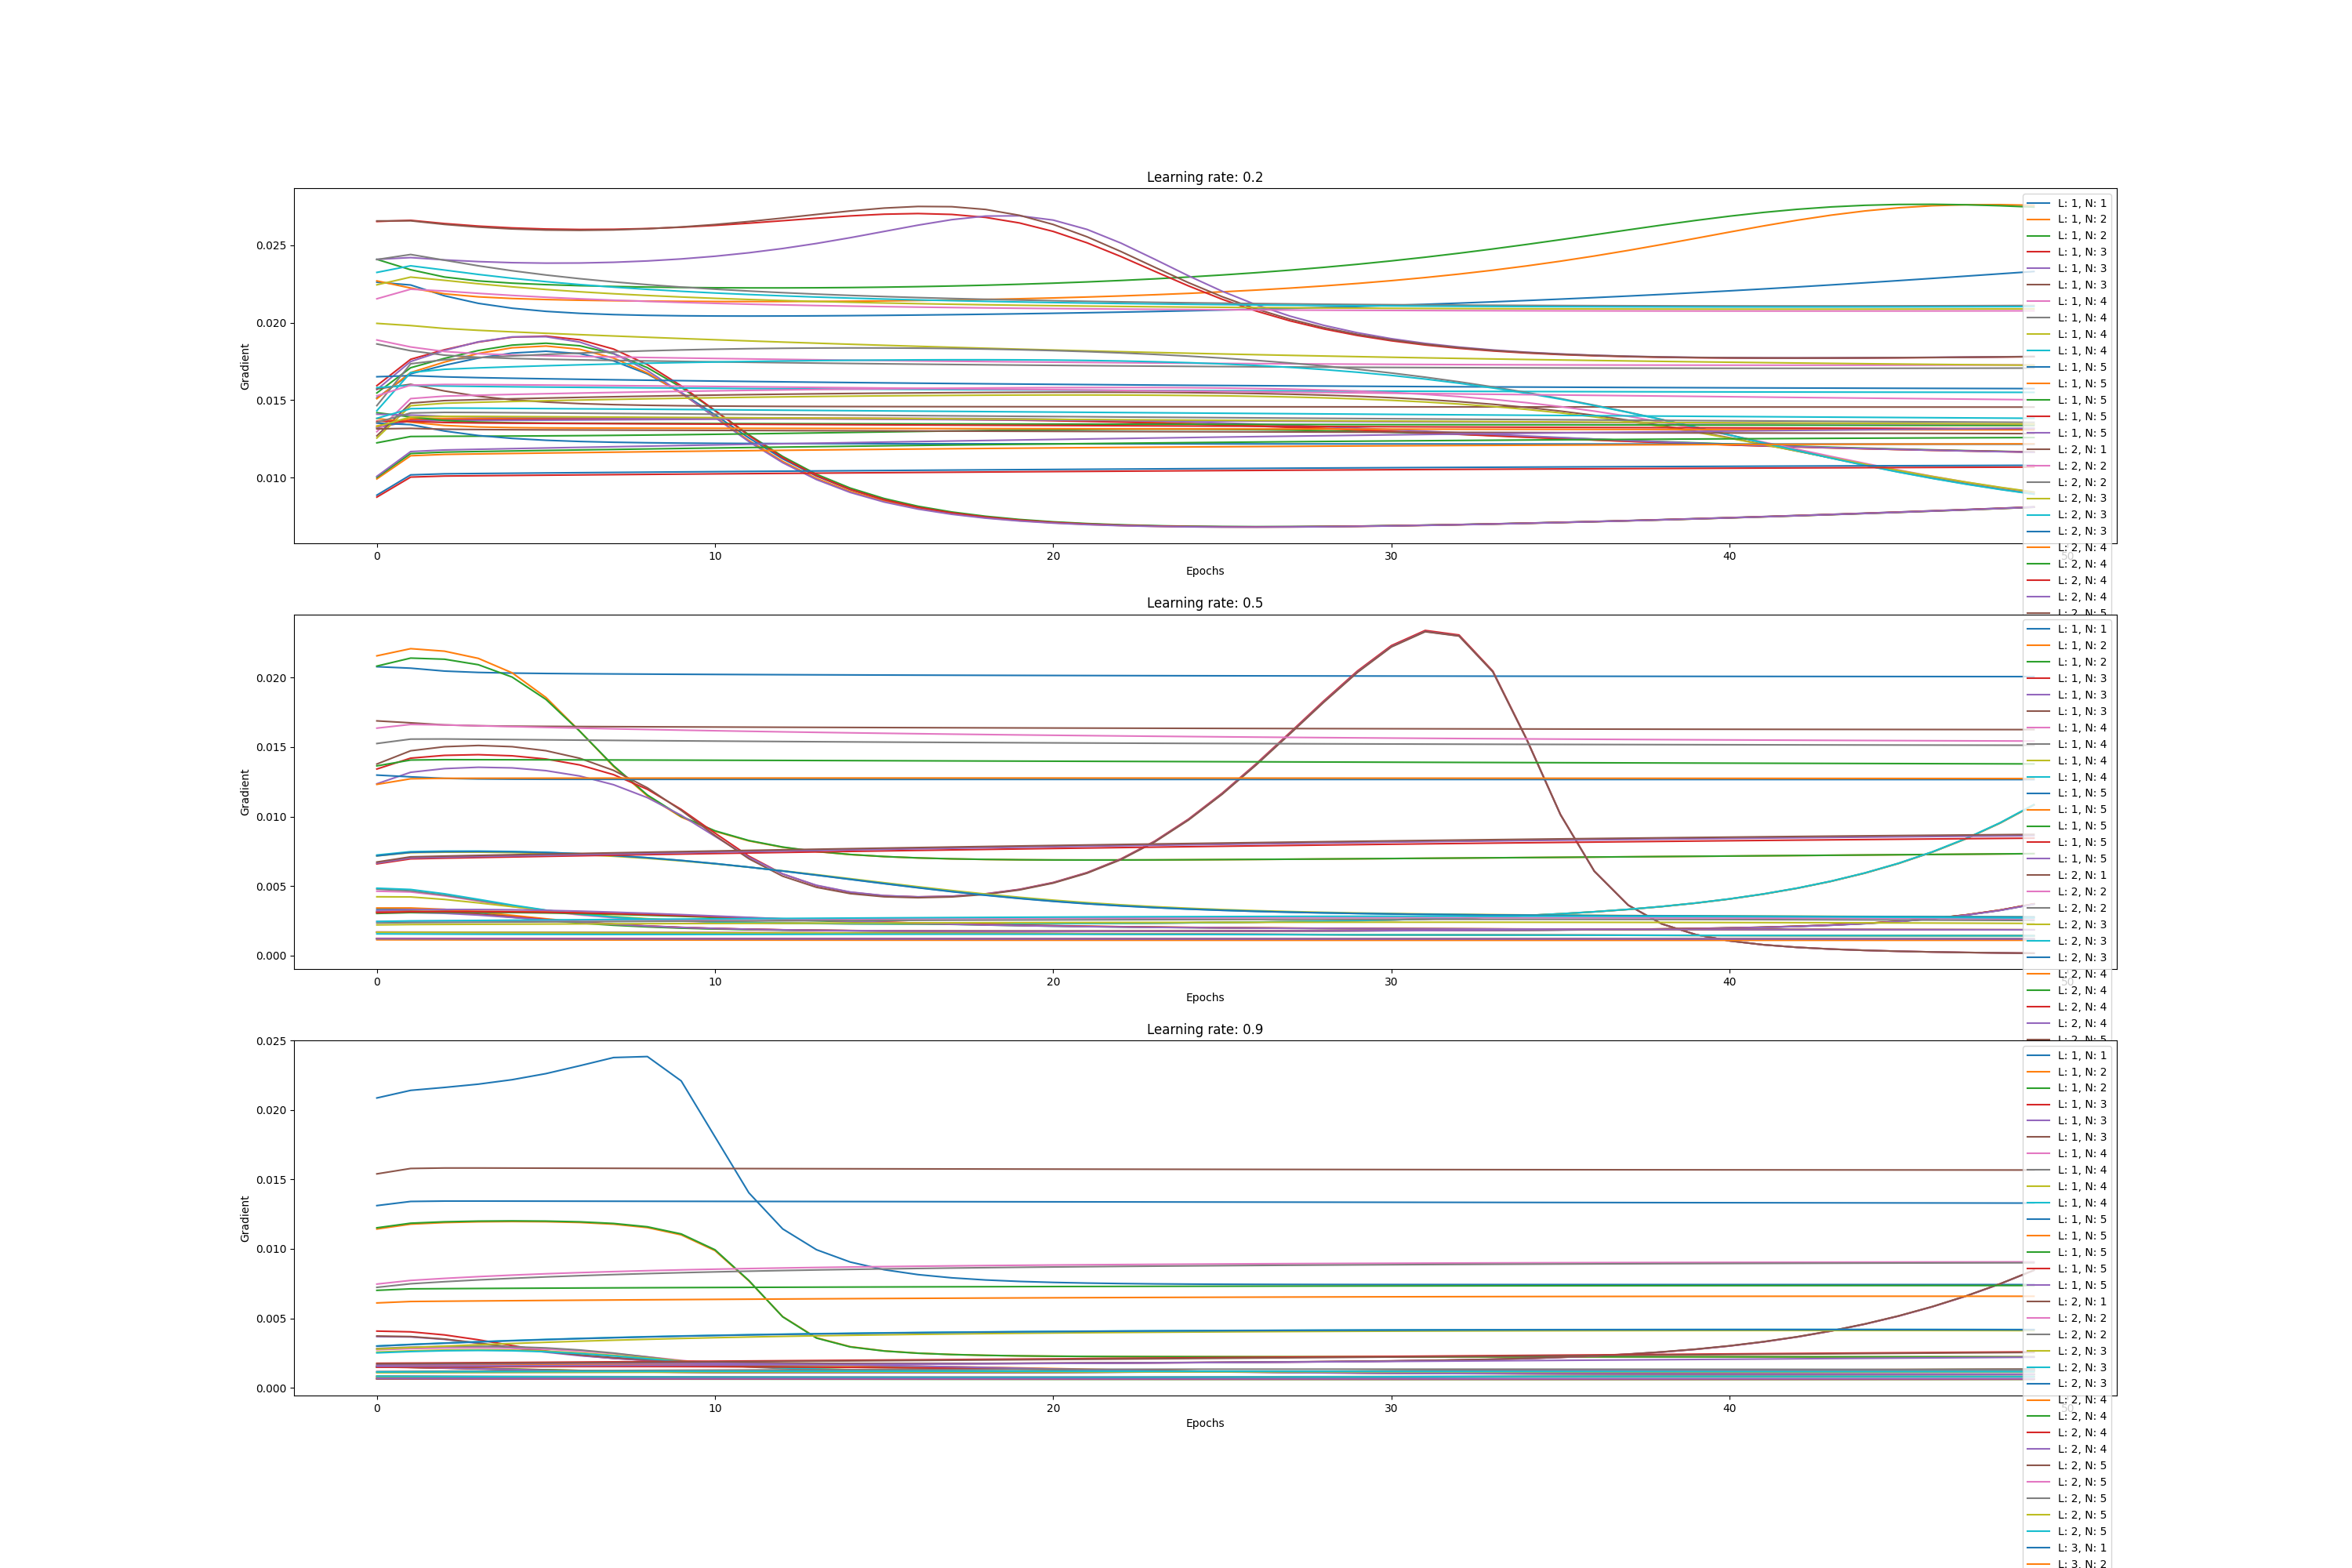 Learning rate: 0.2
Gradient
0.025
0.020
0.015
0.010
0 10 20 30 40 50
Epochs
L: 1, N: 1
L: 1, N: 2
L: 1, N: 2
L: 1, N: 3
L: 1, N: 3
L: 1, N: 3
L: 1, N: 4
L: 1, N: 4
L: 1, N: 4
L: 1, N: 4
L: 1, N: 5
L: 1, N: 5
L: 1, N: 5
L: 1, N: 5
L: 1, N: 5
L: 2, N: 1
L: 2, N: 2
L: 2, N: 2
L: 2, N: 3
L: 2, N: 3
L: 2, N: 3
L: 2, N: 4
L: 2, N: 4
L: 2, N: 4
L: 2, N: 4
L: 2, N: 5
Learning rate: 0.5
Gradient
0.020
0.015
0.010
0.005
0.000
0 10 20 30 40 50
Epochs
L: 1, N: 1
L: 1, N: 2
L: 1, N: 2
L: 1, N: 3
L: 1, N: 3
L: 1, N: 3
L: 1, N: 4
L: 1, N: 4
L: 1, N: 4
L: 1, N: 4
L: 1, N: 5
L: 1, N: 5
L: 1, N: 5
L: 1, N: 5
L: 1, N: 5
L: 2, N: 1
L: 2, N: 2
L: 2, N: 2
L: 2, N: 3
L: 2, N: 3
L: 2, N: 3
L: 2, N: 4
L: 2, N: 4
L: 2, N: 4
L: 2, N: 4
L: 2, N: 5
Learning rate: 0.9
Gradient
0.025
0.020
0.015
0.010
0.005
0.000
0 10 20 30 40 50
Epochs
L: 1, N: 1
L: 1, N: 2
L: 1, N: 2
L: 1, N: 3
L: 1, N: 3
L: 1, N: 3
L: 1, N: 4
L: 1, N: 4
L: 1, N: 4
L: 1, N: 4
L: 1, N: 5
L: 1, N: 5
L: 1, N: 5
L: 1, N: 5
L: 1, N: 5
L: 2, N: 1
L: 2, N: 2
L: 2, N: 2
L: 2, N: 3
L: 2, N: 3
L: 2, N: 3
L: 2, N: 4
L: 2, N: 4
L: 2, N: 4
L: 2, N: 4
L: 2, N: 5
L: 2, N: 5
L: 2, N: 5
L: 2, N: 5
L: 2, N: 5
L: 3, N: 1
L: 3, N: 2